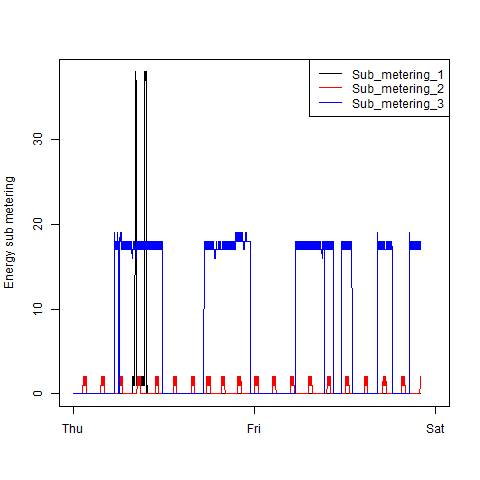 Sub_metering_1
Sub_metering_2
Sub_metering_3
Energy sub metering
30
20
10
0
Thu Fri Sat